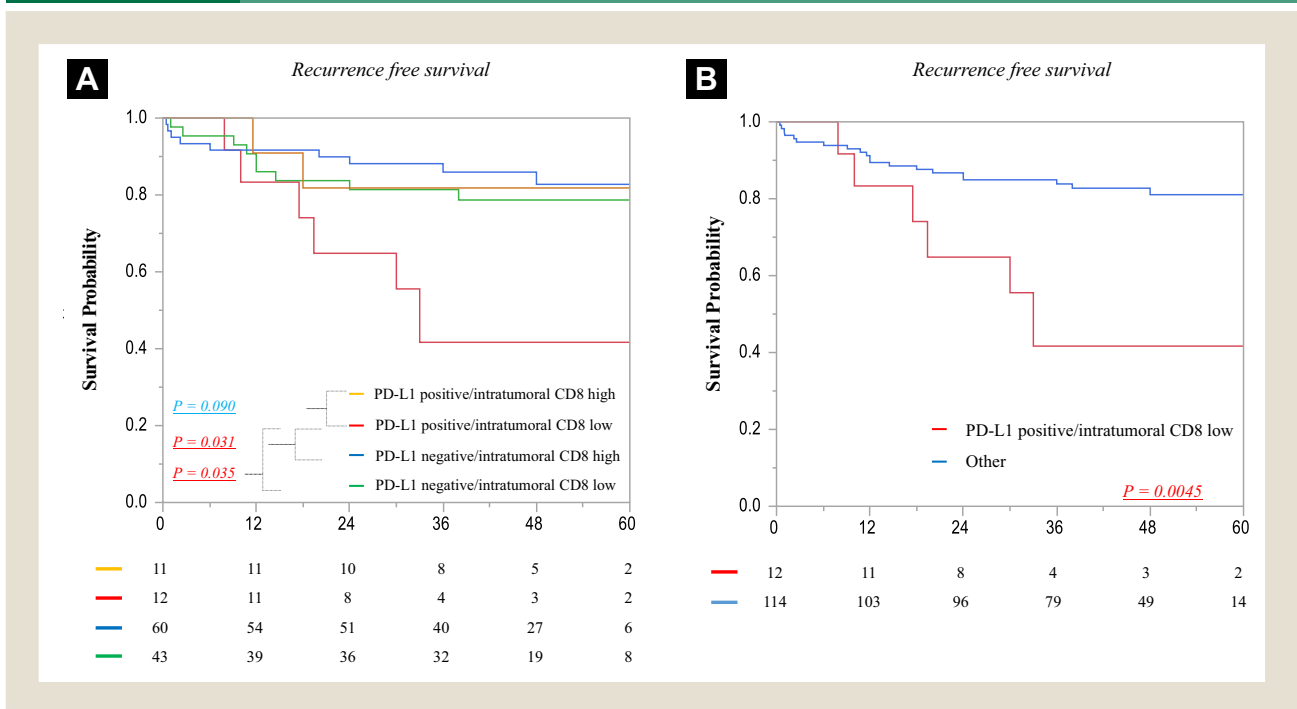 A
Recurrence free survival
Survival Probability
1.0
0.8
0.6
0.4
0.2
0.0
0 12 24 36 48 60
P = 0.090
P = 0.031
P = 0.035
PD-L1 positive/intratumoral CD8 high
PD-L1 positive/intratumoral CD8 low
PD-L1 negative/intratumoral CD8 high
PD-L1 negative/intratumoral CD8 low
11 11 10 8 5 2
12 11 8 4 3 2
60 54 51 40 27 6
43 39 36 32 19 8
B
Recurrence free survival
Survival Probability
1.0
0.8
0.6
0.4
0.2
0.0
0 12 24 36 48 60
PD-L1 positive/intratumoral CD8 low
Other
P = 0.0045
12 11 8 4 3 2
114 103 96 79 49 14